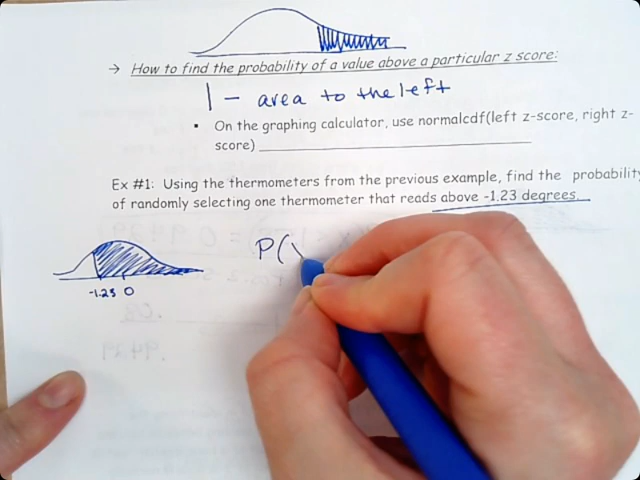 → How to find the probability of a value above a particular z score:
1 - area to the left
▪ On the graphing calculator, use normalcdf(left z-score, right z-
score) ____________________
Ex #1: Using the thermometers from the previous example, find the probability
of randomly selecting one thermometer that reads above -1.23 degrees.
P(
-1.23 0